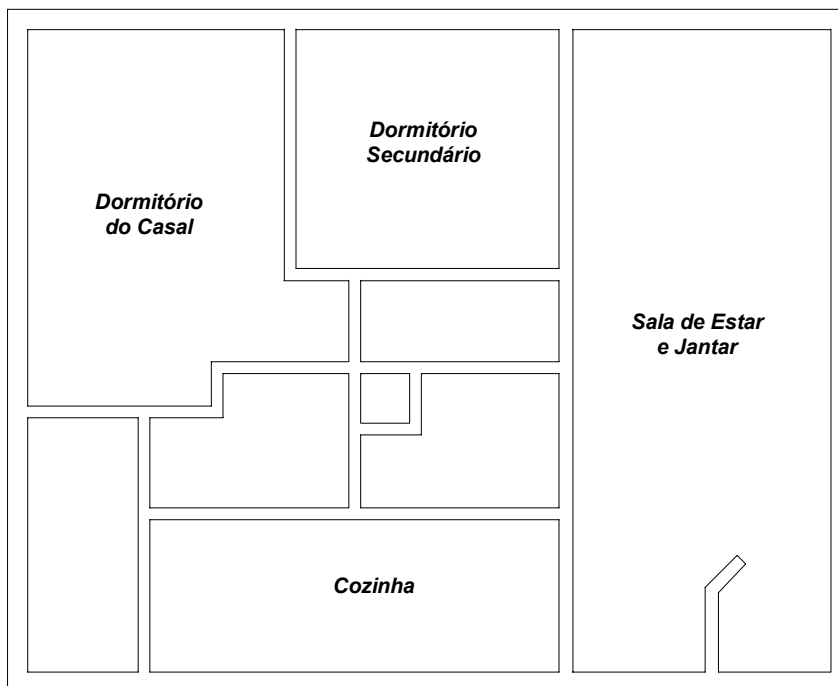 Dormitório
Secundário
Dormitório
do Casal
Sala de Estar
e Jantar
Cozinha